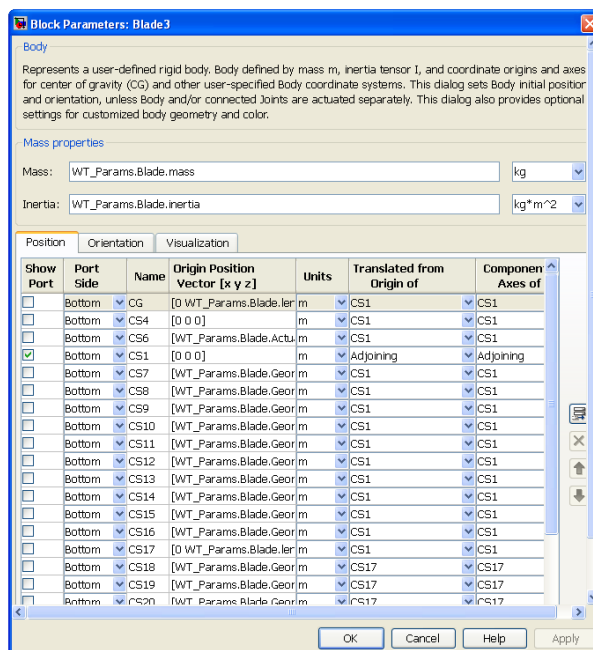 Block Parameters: Blade3
Body
Represents a user-defined rigid body. Body defined by mass m, inertia tensor I, and coordinate origins and axes
for center of gravity (CG) and other user-specified Body coordinate systems. This dialog sets Body initial position
and orientation, unless Body and/or connected Joints are actuated separately. This dialog also provides optional
settings for customized body geometry and color.
Mass properties
Mass: WT_Params.Blade.mass kg
Inertia: WT_Params.Blade.inertia kg*m^2
Position Orientation Visualization
Show Port Port Side Name Origin Position Vector [x y z] Units Translated from Origin of Component Axes of
Bottom CG [0 WT_Params.Blade.ler m CS1 CS1
Bottom CS4 [0 0 0] m CS1 CS1
Bottom CS6 [WT_Params.Blade.Actu m CS1 CS1
Bottom CS1 [0 0 0] m Adjoining Adjoining
Bottom CS7 [WT_Params.Blade.Geor m CS1 CS1
Bottom CS8 [WT_Params.Blade.Geor m CS1 CS1
Bottom CS9 [WT_Params.Blade.Geor m CS1 CS1
Bottom CS10 [WT_Params.Blade.Geor m CS1 CS1
Bottom CS11 [WT_Params.Blade.Geor m CS1 CS1
Bottom CS12 [WT_Params.Blade.Geor m CS1 CS1
Bottom CS13 [WT_Params.Blade.Geor m CS1 CS1
Bottom CS14 [WT_Params.Blade.Geor m CS1 CS1
Bottom CS15 [WT_Params.Blade.Geor m CS1 CS1
Bottom CS16 [WT_Params.Blade.Geor m CS1 CS1
Bottom CS17 [0 WT_Params.Blade.ler m CS1 CS1
Bottom CS18 [WT_Params.Blade.Geor m CS17 CS17
Bottom CS19 [WT_Params.Blade.Geor m CS17 CS17
Bottom CS20 [WT_Params.Blade.Geor m CS17 CS17
OK Cancel Help Apply